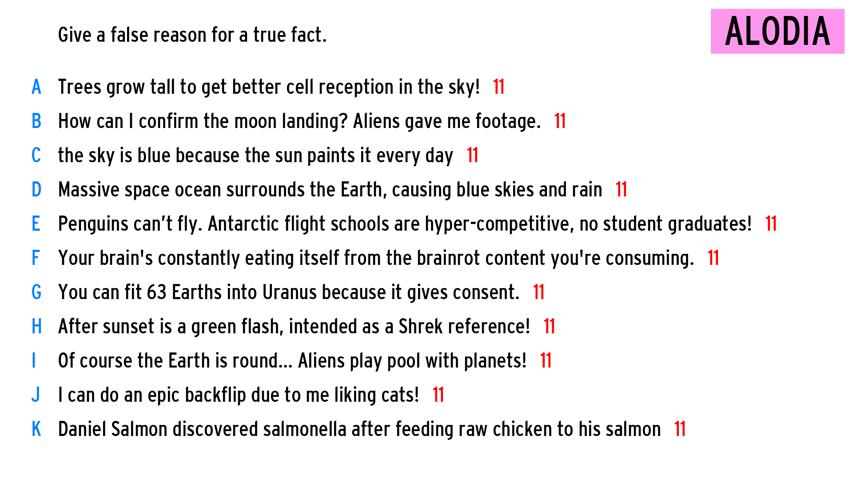 Give a false reason for a true fact.
ALODIA
A Trees grow tall to get better cell reception in the sky! 11
B How can I confirm the moon landing? Aliens gave me footage. 11
C the sky is blue because the sun paints it every day 11
D Massive space ocean surrounds the Earth, causing blue skies and rain 11
E Penguins can’t fly. Antarctic flight schools are hyper-competitive, no student graduates! 11
F Your brain's constantly eating itself from the brainrot content you're consuming. 11
G You can fit 63 Earths into Uranus because it gives consent. 11
H After sunset is a green flash, intended as a Shrek reference! 11
I Of course the Earth is round... Aliens play pool with planets! 11
J I can do an epic backflip due to me liking cats! 11
K Daniel Salmon discovered salmonella after feeding raw chicken to his salmon 11